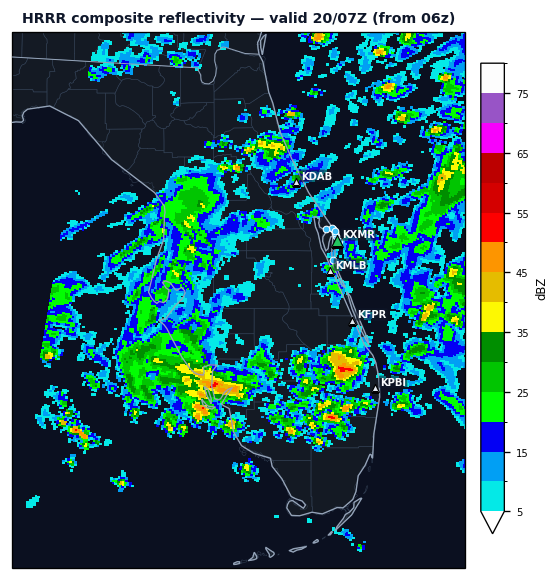 HRRR composite reflectivity — valid 20/07Z (from 06z)
KDAB
KXMR
KMLB
KFPR
KPBI
75
65
55
45
35
25
15
5
dBZ